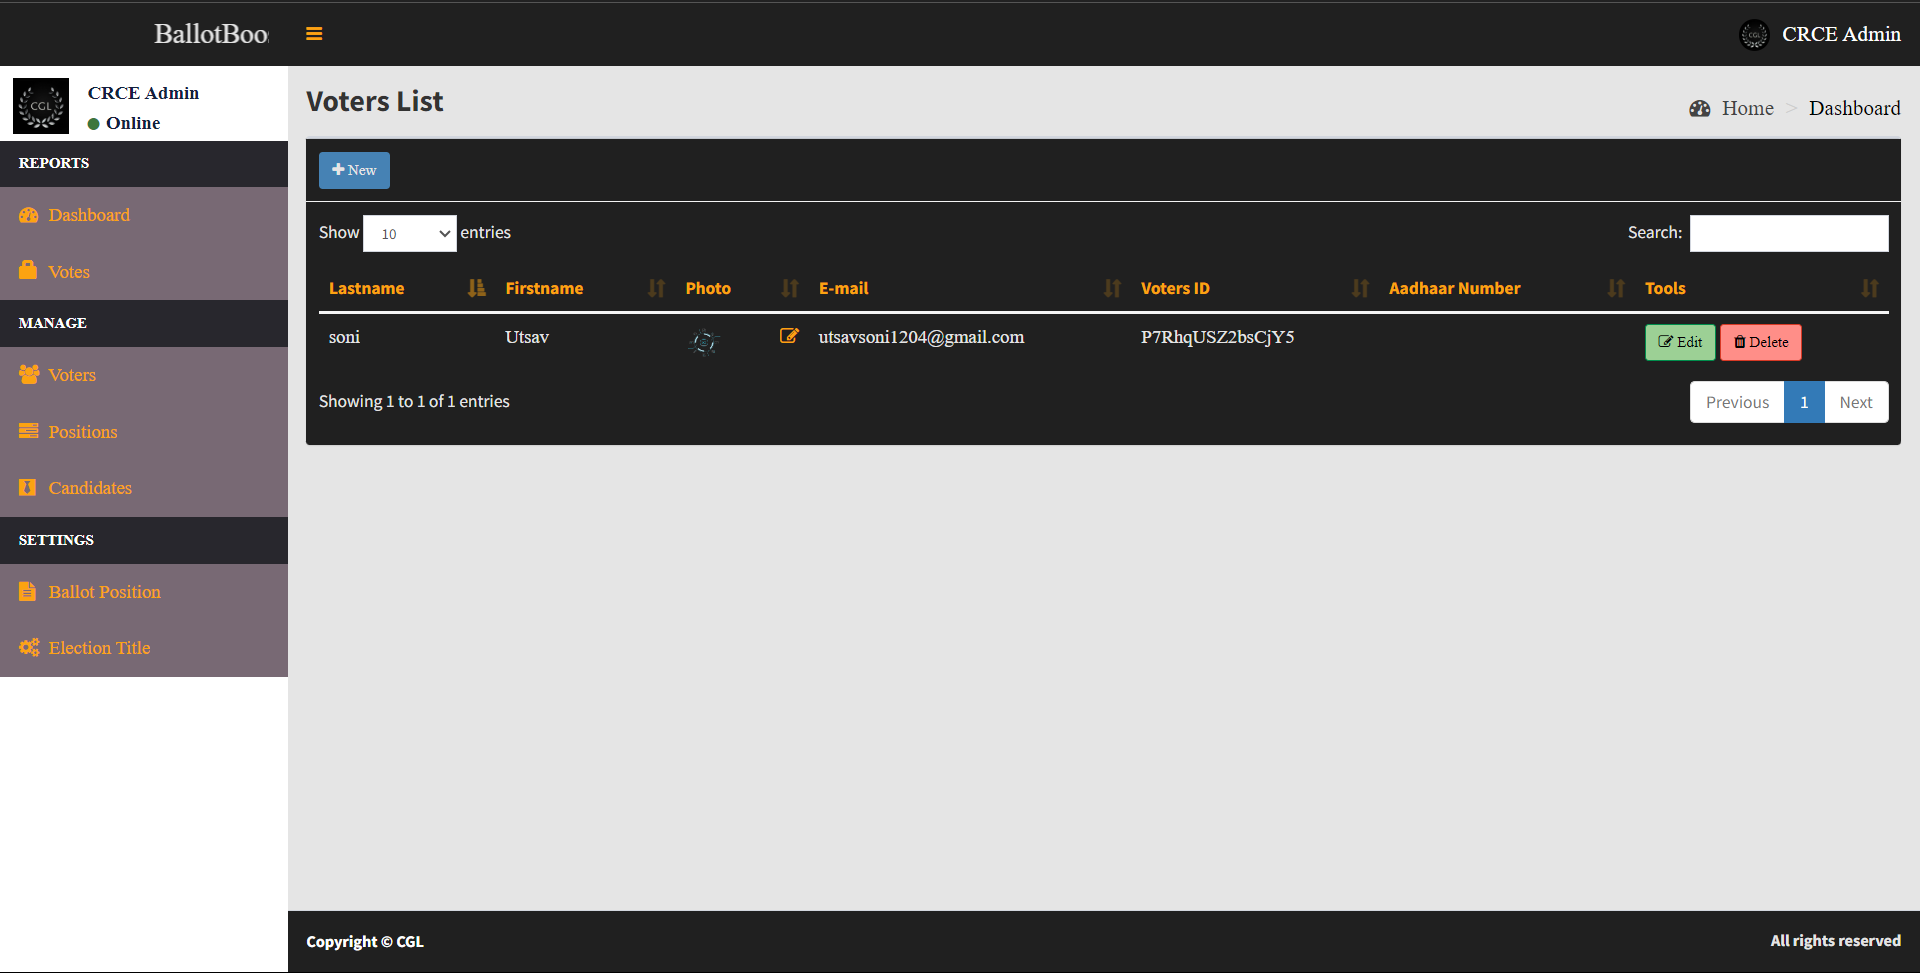 BallotBoo
CRCE Admin
CGL
CRCE Admin
Online
REPORTS
Dashboard
Votes
MANAGE
Voters
Positions
Candidates
SETTINGS
Ballot Position
Election Title
Voters List
Home > Dashboard
New
Show 10 entries
Search:
Lastname Firstname Photo E-mail Voters ID Aadhaar Number Tools
soni Utsav utsavsoni1204@gmail.com P7RhqUSZ2bsCjY5 Edit Delete
Showing 1 to 1 of 1 entries
Previous 1 Next
Copyright © CGL
All rights reserved